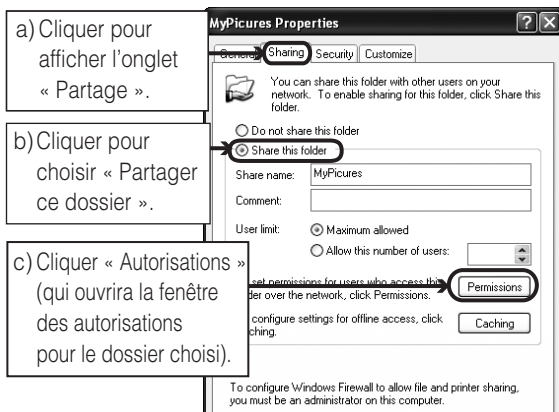 a) Cliquer pour
afficher l'onglet
« Partage ».
b) Cliquer pour
choisir « Partager
ce dossier ».
c) Cliquer « Autorisations »
(qui ouvrira la fenêtre
des autorisations
pour le dossier choisi).
MyPicures Properties
General Sharing Security Customize
You can share this folder with other users on your
network. To enable sharing for this folder, click Share this
folder.
Do not share this folder
Share this folder
Share name: MyPicures
Comment:
User limit: Maximum allowed
Allow this number of users:
set permissions for users who access this
over the network, click Permissions.
Permissions
configure settings for offline access, click
Caching
To configure Windows Firewall to allow file and printer sharing,
you must be an administrator on this computer.